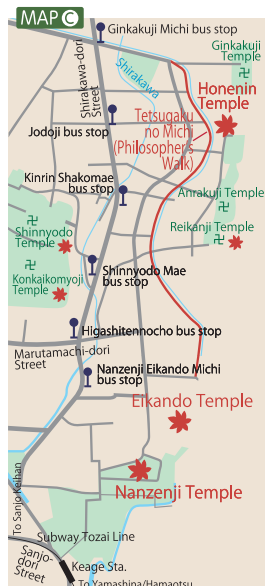 MAP C
Ginkakuji Michi bus stop
Shirakawa-dori
Street
Shirakawa
Ginkakuji
Temple
Honenin
Temple
Tetsugaku
no Michi
(Philosopher's
Walk)
Jodoji bus stop
Kinrin Shakomae
bus stop
Anrakuji Temple
Reikanji Temple
Shinnyodo
Temple
Konkaikomyoji
Temple
Shinnyodo Mae
bus stop
Higashitennocho bus stop
Marutamachi-dori
Street
Nanzenji Eikando Michi
bus stop
Eikando Temple
Nanzenji Temple
To Sanjo Keihan
Subway Tozai Line
Sanjo-
dori
Street
Keage Sta.
To Yamashina/Hamaotsu